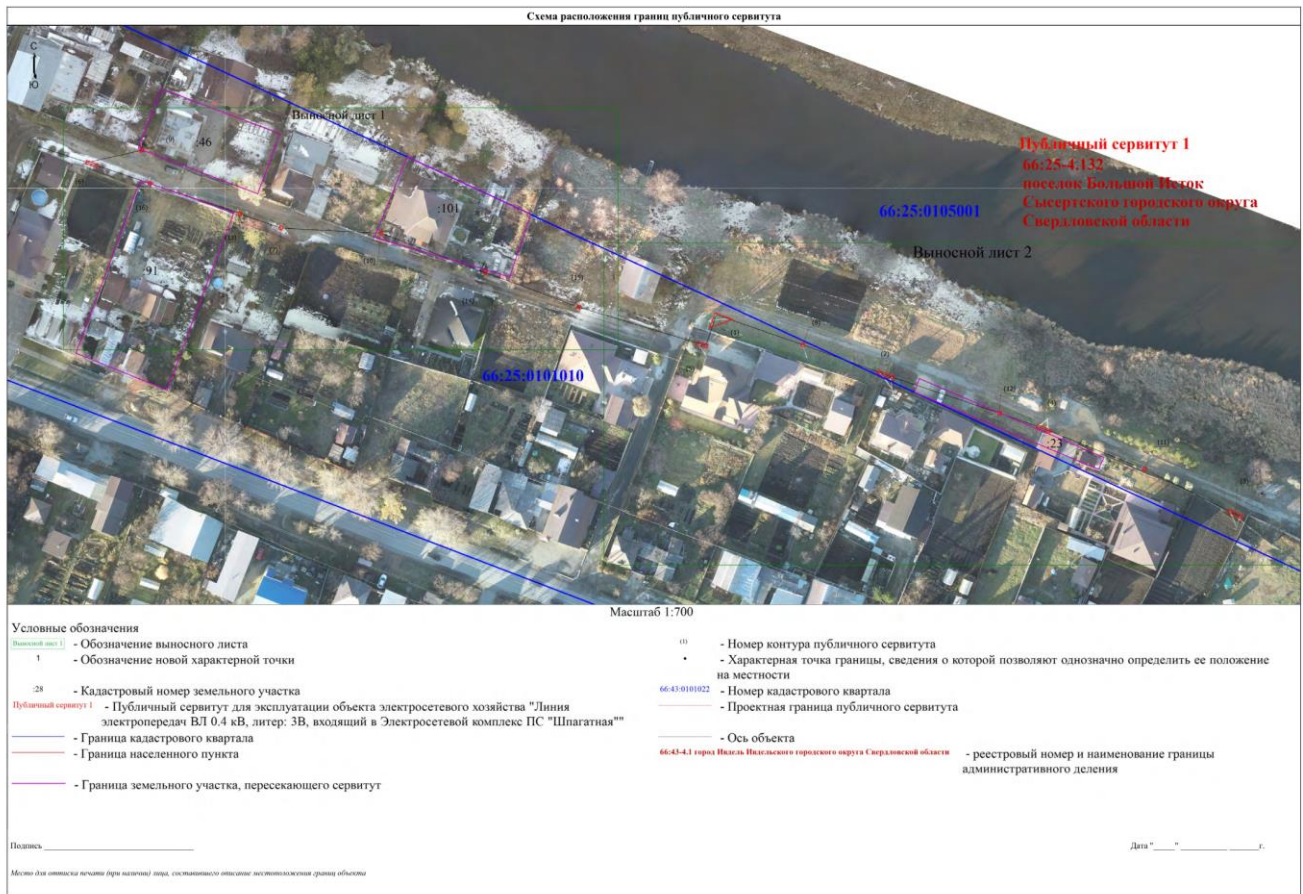 Схема расположения границ публичного сервитута
С
Ю
Выносной лист 1
:46
:101
:91
Публичный сервитут 1
66:25-4.132
поселок Большой Исток
Сысертского городского округа
Свердловской области
66:25:0105001
Выносной лист 2
66:25:0101010
(1)
(2)
(12)
:23
Масштаб 1:700
Условные обозначения
Выносной лист 1 - Обозначение выносного листа
1 - Обозначение новой характерной точки
:28 - Кадастровый номер земельного участка
Публичный сервитут 1 - Публичный сервитут для эксплуатации объекта электросетевого хозяйства "Линия
электропередач ВЛ 0.4 кВ, литер: 3В, входящий в Электросетевой комплекс ПС "Шпагатная""
- Граница кадастрового квартала
- Граница населенного пункта
- Граница земельного участка, пересекающего сервитут
(1) - Номер контура публичного сервитута
- Характерная точка границы, сведения о которой позволяют однозначно определить ее положение
на местности
66:43:0101022 - Номер кадастрового квартала
- Проектная граница публичного сервитута
- Ось объекта
66:43-4.1 город Ивдель Ивдельского городского округа Свердловской области - реестровый номер и наименование границы
административного деления
Подпись
Дата "_____" __________ ______г.
Место для оттиска печати (при наличии) лица, составившего описание местоположения границ объекта